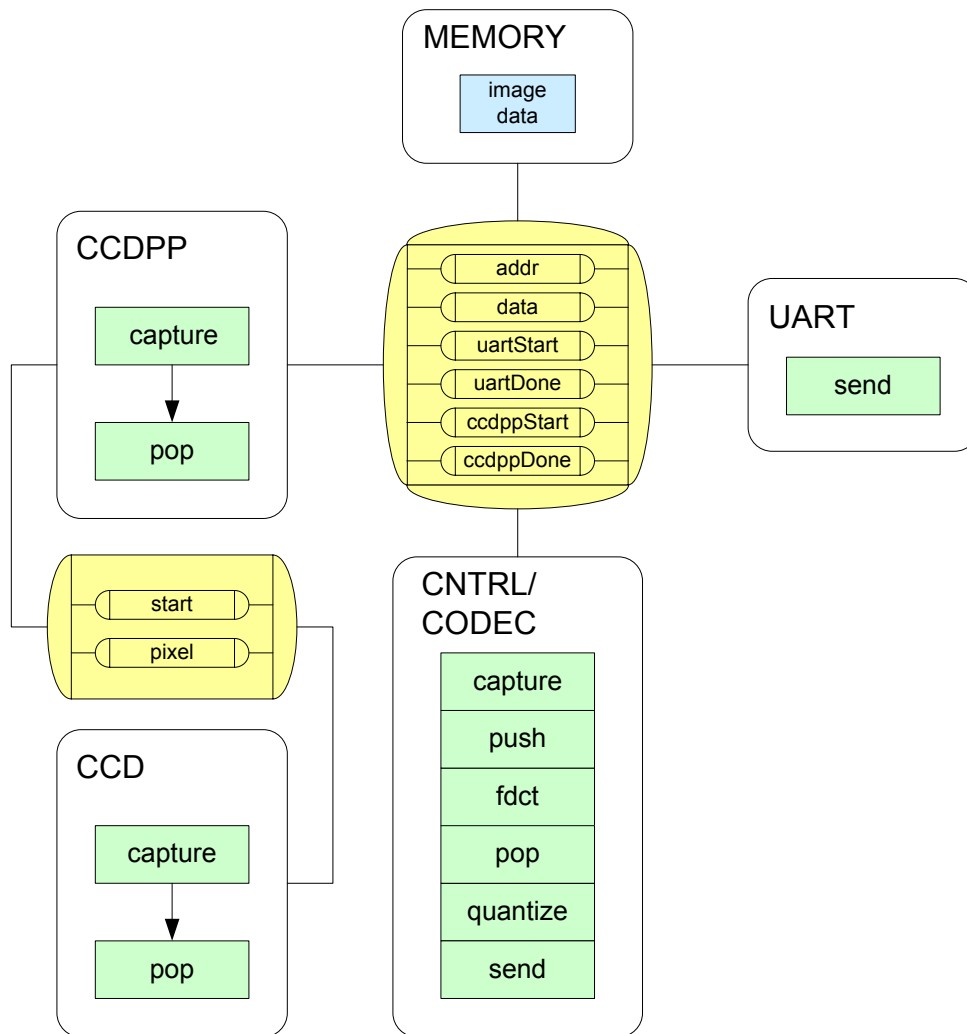 MEMORY
image
data
CCDPP
capture
pop
addr
data
uartStart
uartDone
ccdppStart
ccdppDone
UART
send
start
pixel
CCD
capture
pop
CNTRL/
CODEC
capture
push
fdct
pop
quantize
send